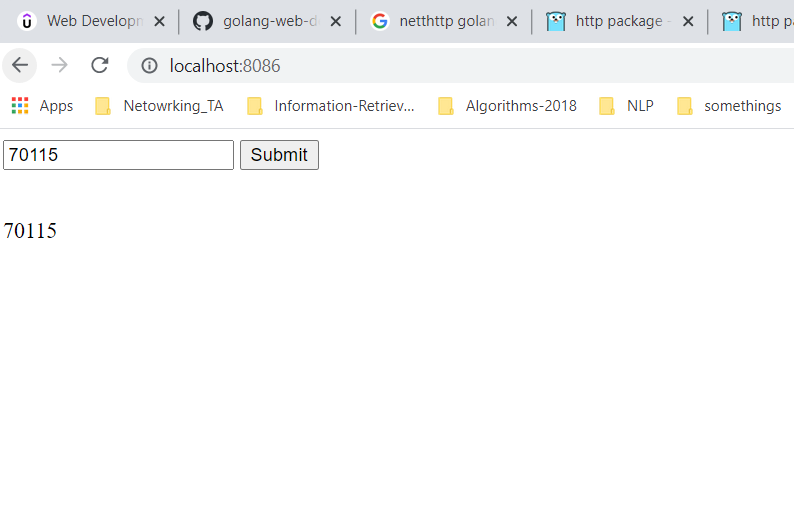 Web Developm golang-web-d netthttp golan http package - http pa
localhost:8086
Apps Netowrking_TA Information-Retriev... Algorithms-2018 NLP somethings
70115 Submit
70115